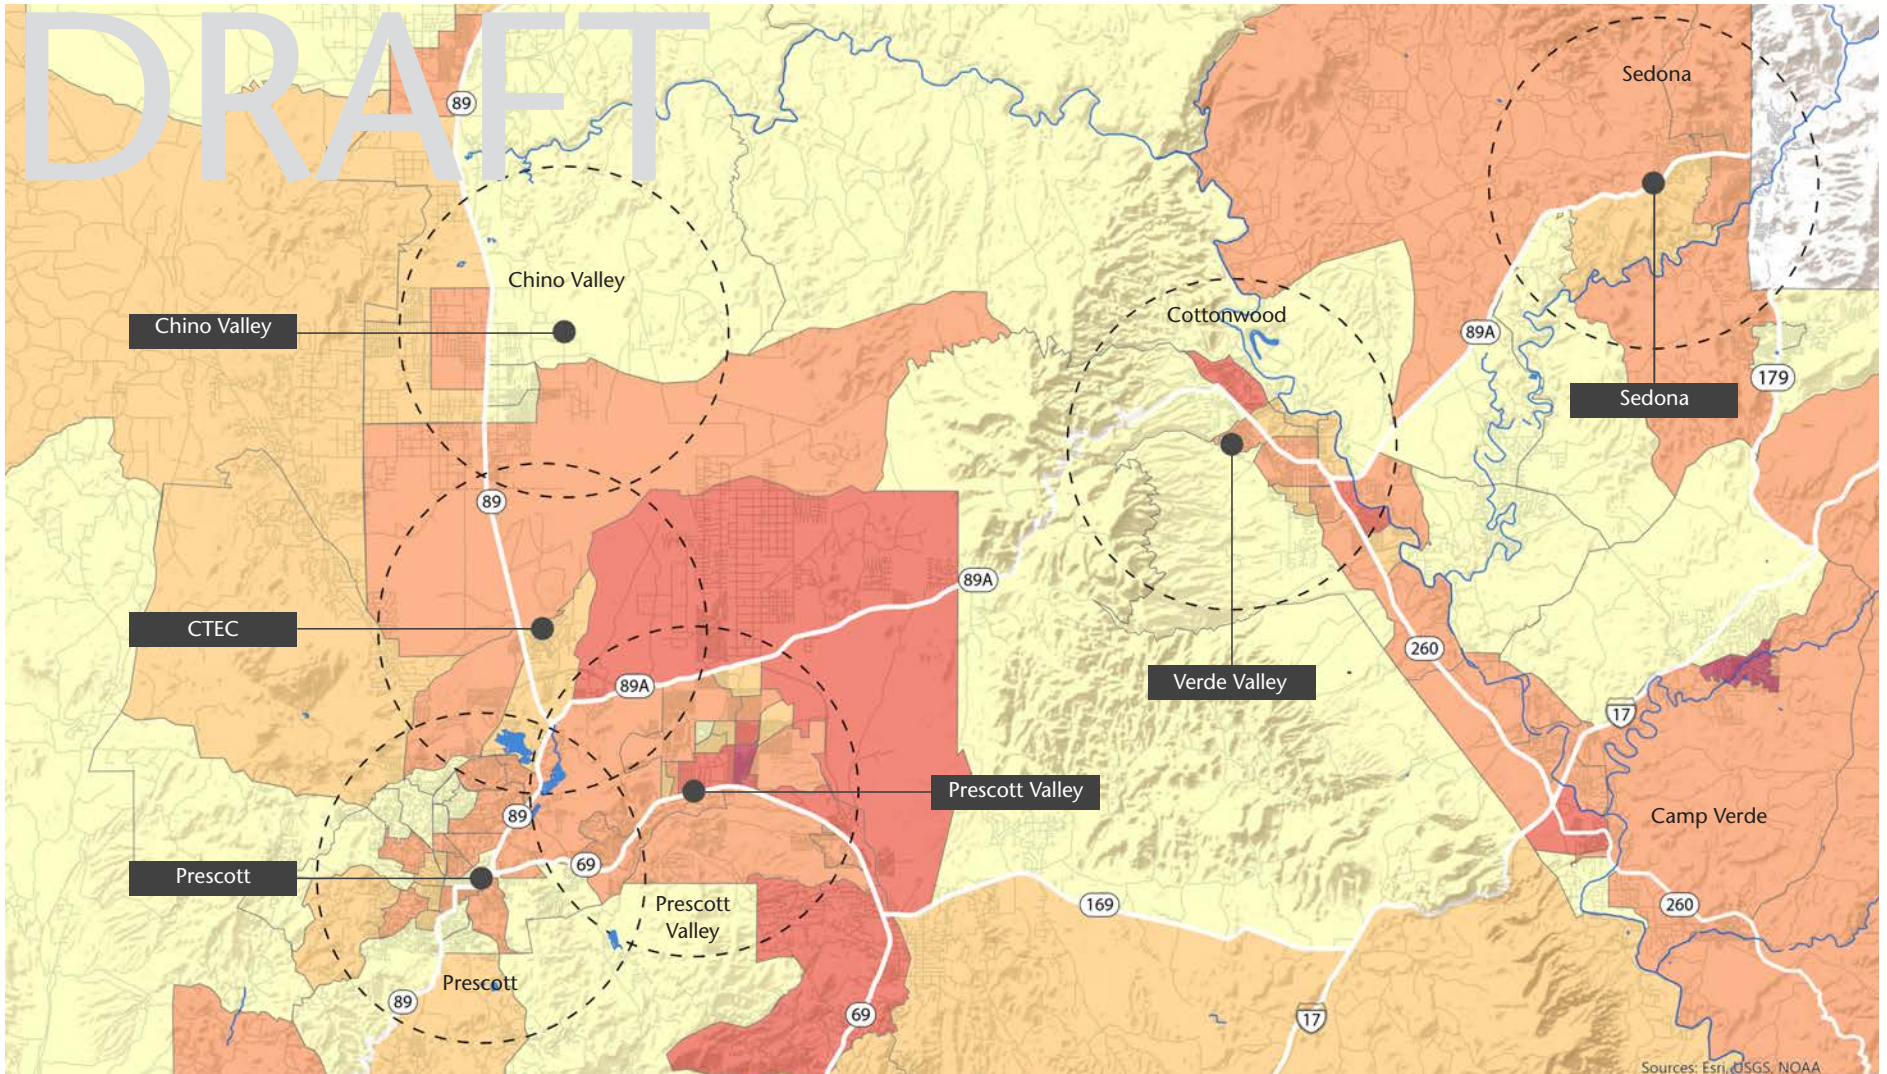 DRAFT
Sedona
89
Chino Valley
Chino Valley
Cottonwood
89A
179
Sedona
89
89A
CTEC
260
89A
Verde Valley
17
Prescott Valley
89
Camp Verde
69
Prescott
Prescott
Valley
169
260
Prescott
89
69
17
Sources: Esri, USGS, NOAA